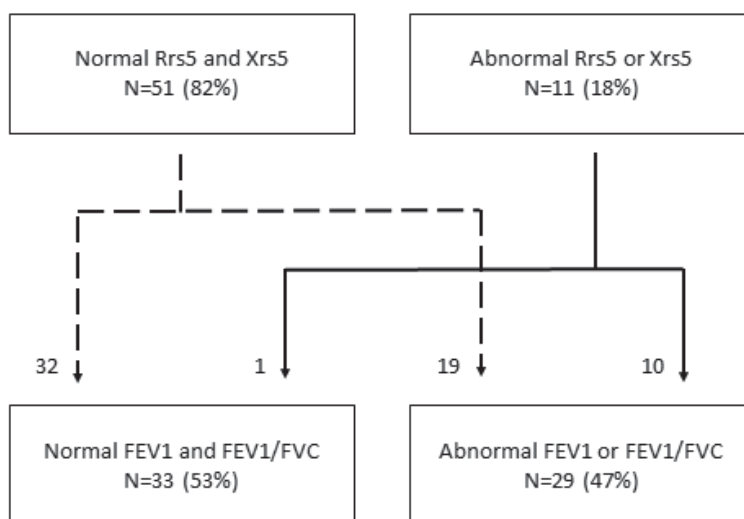 Normal Rrs5 and Xrs5
N=51 (82%)
Abnormal Rrs5 or Xrs5
N=11 (18%)
32
1
19
10
Normal FEV1 and FEV1/FVC
N=33 (53%)
Abnormal FEV1 or FEV1/FVC
N=29 (47%)